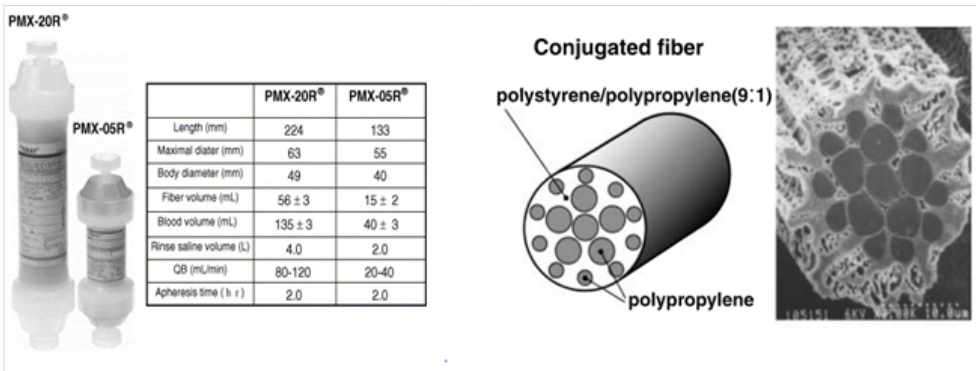 PMX-20R®
PMX-05R®
PMX-20R® PMX-05R®
Length (mm) 224 133
Maximal diater (mm) 63 55
Body diameter (mm) 49 40
Fiber volume (mL) 56 ± 3 15 ± 2
Blood volume (mL) 135 ± 3 40 ± 3
Rinse saline volume (L) 4.0 2.0
QB (mL/min) 80-120 20-40
Apheresis time ( h r ) 2.0 2.0
Conjugated fiber
polystyrene/polypropylene(9:1)
polypropylene
6KV 10.0um